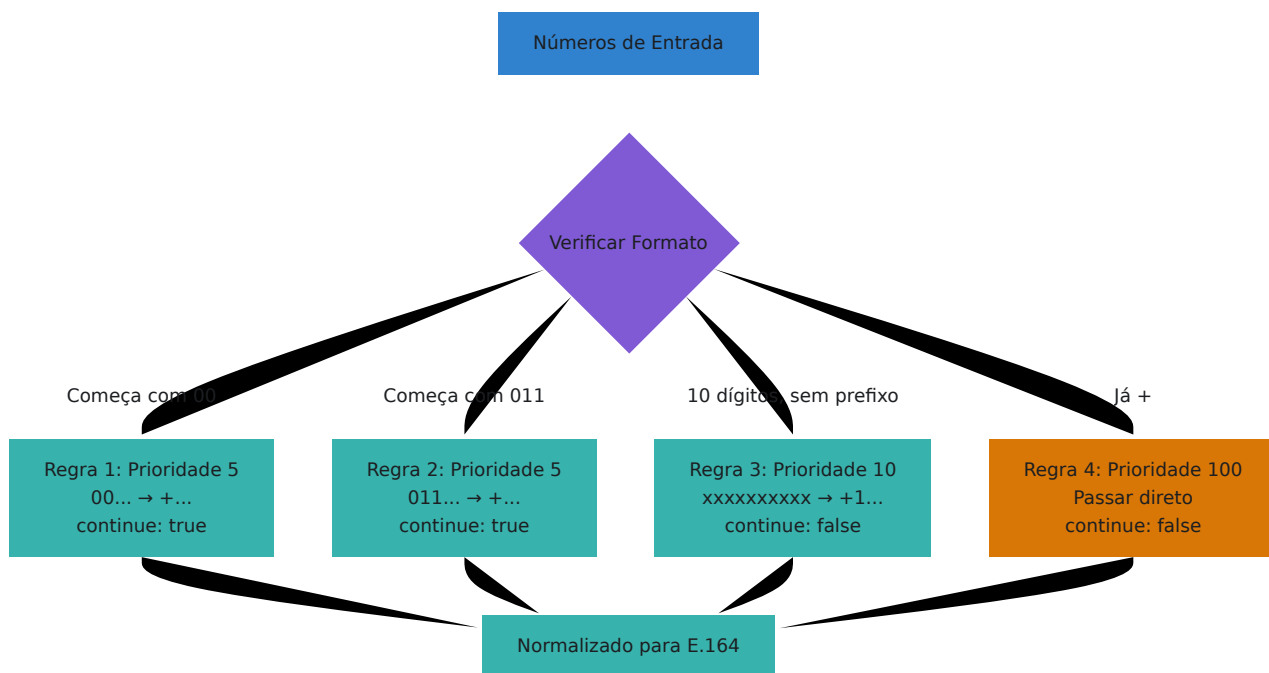 Números de Entrada
Verificar Formato
Começa com 00
Começa com 011
10 dígitos, sem prefixo
Já +
Regra 1: Prioridade 5
00... → +...
continue: true
Regra 2: Prioridade 5
011... → +...
continue: true
Regra 3: Prioridade 10
xxxxxxxxxx → +1...
continue: false
Regra 4: Prioridade 100
Passar direto
continue: false
Normalizado para E.164